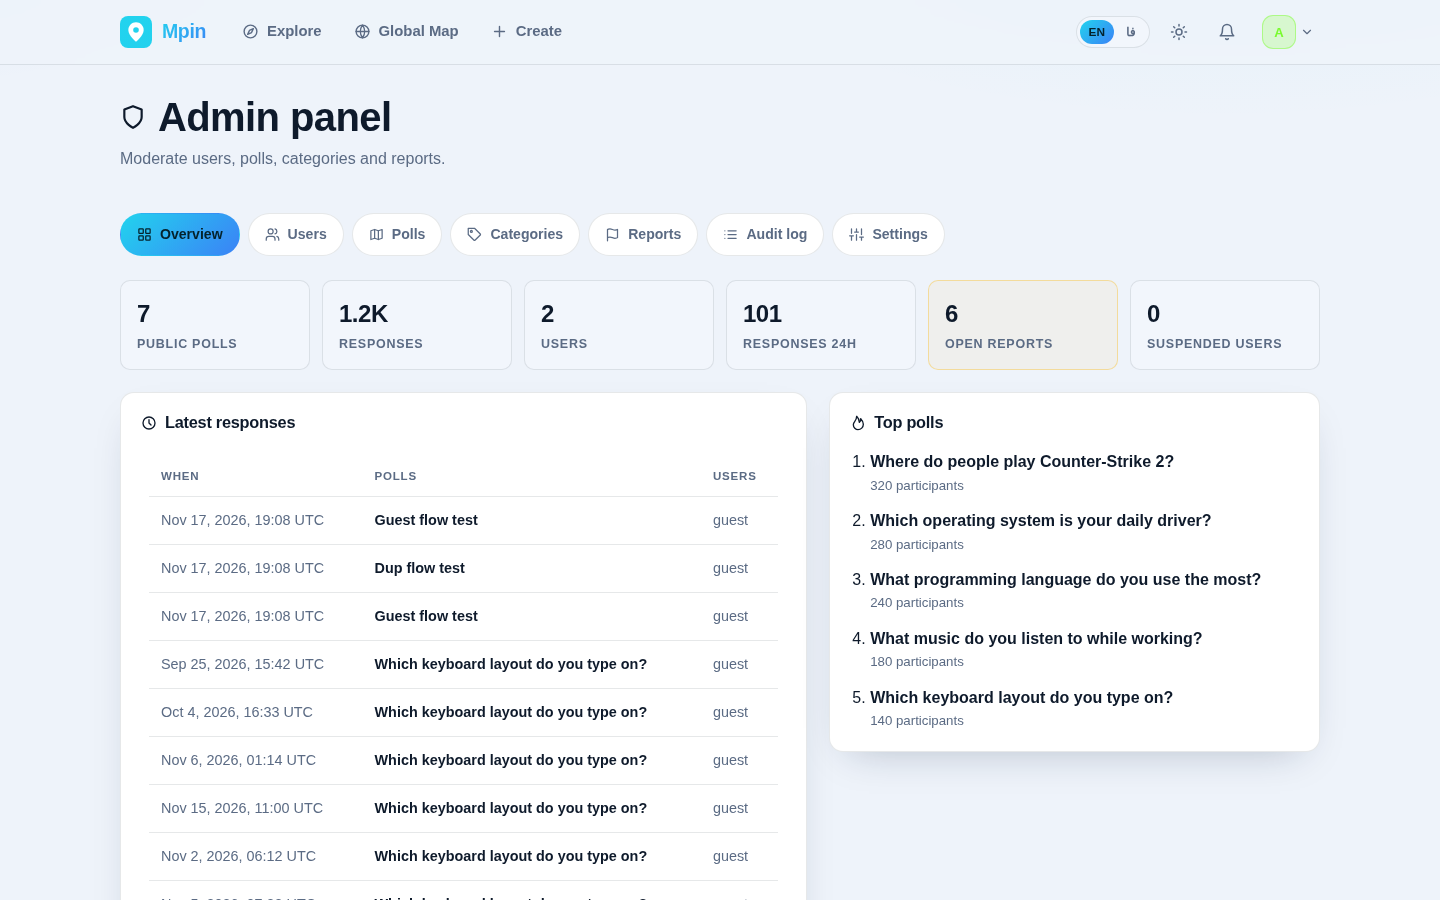 Mpin
Explore
Global Map
Create
EN
فا
A
Admin panel
Moderate users, polls, categories and reports.
Overview
Users
Polls
Categories
Reports
Audit log
Settings
7
PUBLIC POLLS
1.2K
RESPONSES
2
USERS
101
RESPONSES 24H
6
OPEN REPORTS
0
SUSPENDED USERS
Latest responses
WHEN POLLS USERS
Nov 17, 2026, 19:08 UTC Guest flow test guest
Nov 17, 2026, 19:08 UTC Dup flow test guest
Nov 17, 2026, 19:08 UTC Guest flow test guest
Sep 25, 2026, 15:42 UTC Which keyboard layout do you type on? guest
Oct 4, 2026, 16:33 UTC Which keyboard layout do you type on? guest
Nov 6, 2026, 01:14 UTC Which keyboard layout do you type on? guest
Nov 15, 2026, 11:00 UTC Which keyboard layout do you type on? guest
Nov 2, 2026, 06:12 UTC Which keyboard layout do you type on? guest
Top polls
1. Where do people play Counter-Strike 2?
320 participants
2. Which operating system is your daily driver?
280 participants
3. What programming language do you use the most?
240 participants
4. What music do you listen to while working?
180 participants
5. Which keyboard layout do you type on?
140 participants